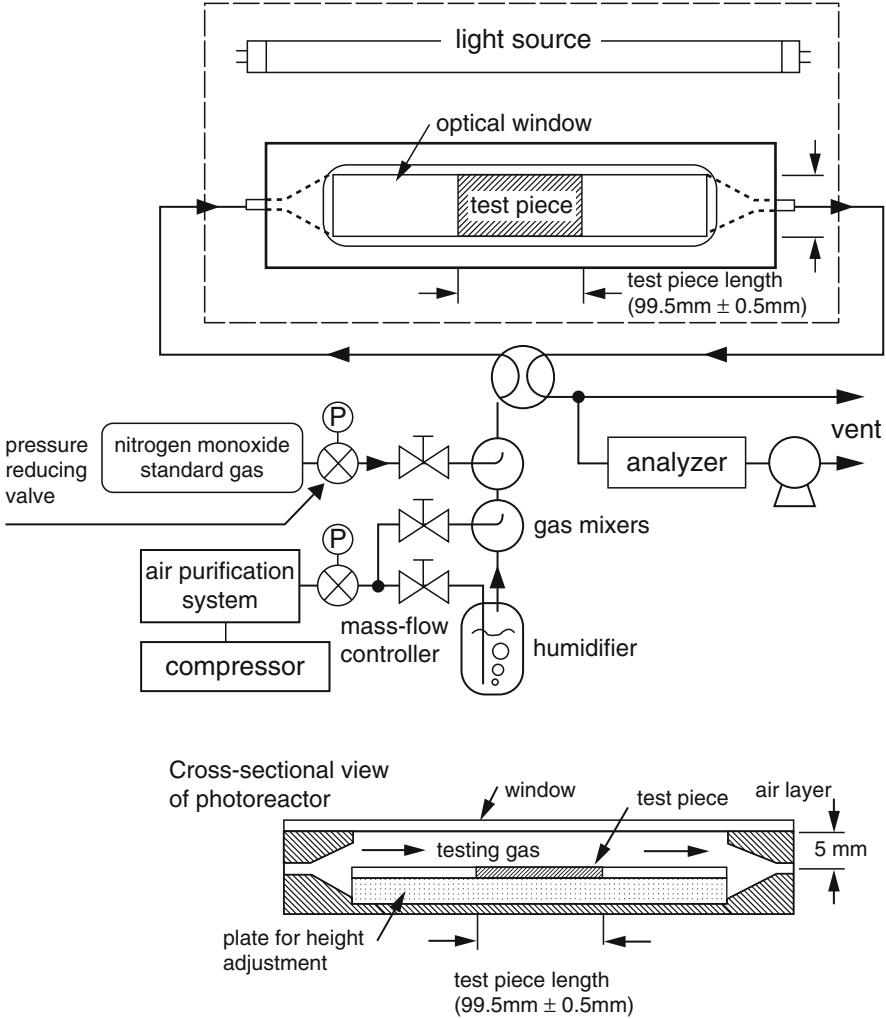 light source
optical window
test piece
test piece length
(99.5mm ± 0.5mm)
P
pressure
reducing
valve
nitrogen monoxide
standard gas
vent
analyzer
gas mixers
P
air purification
system
mass-flow
controller
humidifier
compressor
Cross-sectional view
of photoreactor
window
test piece
air layer
testing gas
5 mm
plate for height
adjustment
test piece length
(99.5mm ± 0.5mm)